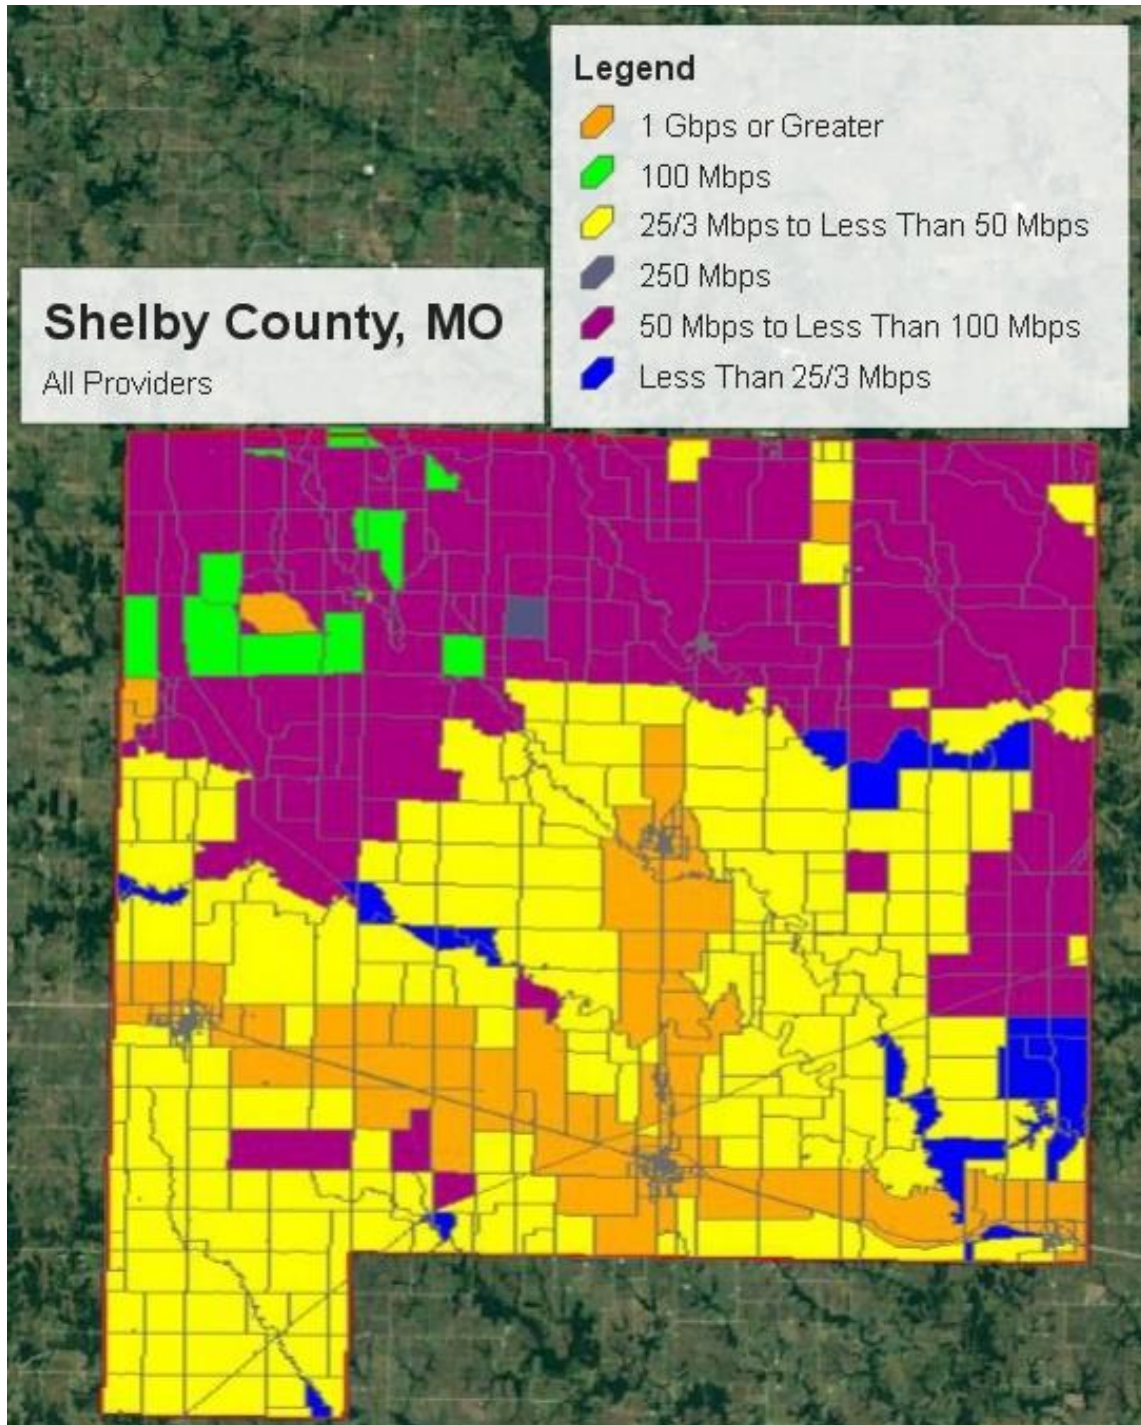 Legend
1 Gbps or Greater
100 Mbps
25/3 Mbps to Less Than 50 Mbps
250 Mbps
50 Mbps to Less Than 100 Mbps
Less Than 25/3 Mbps
Shelby County, MO
All Providers